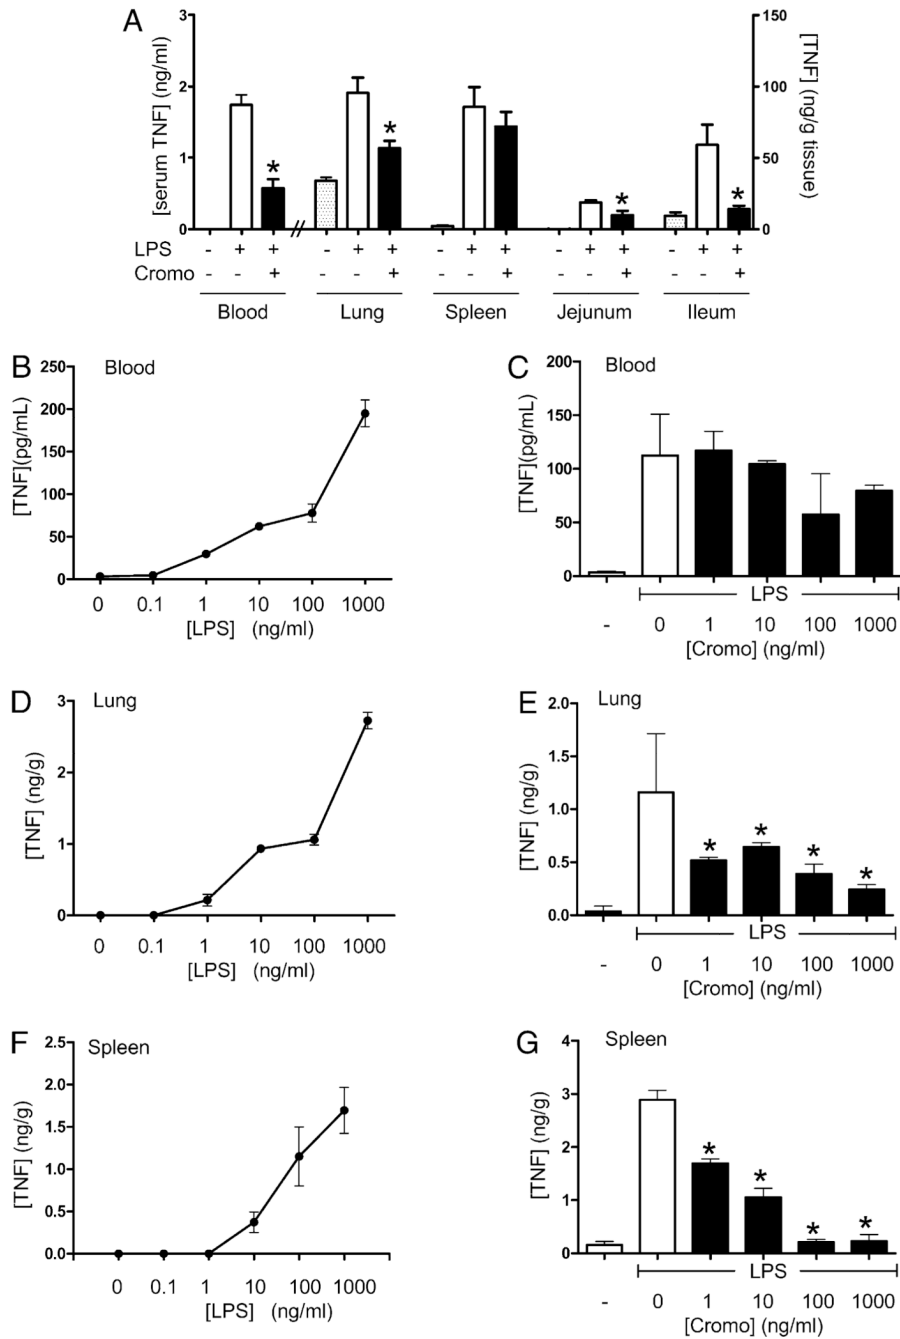 A
[serum TNF] (ng/ml)
3
2
1
0
150
100
50
0
[TNF] (ng/g tissue)
* * * *
LPS - + + - + + - + + - + + - + +
Cromo - - + - - + - - + - - + - - +
Blood Lung Spleen Jejunum Ileum
B
Blood
[TNF](pg/mL)
250
200
150
100
50
0
0 0.1 1 10 100 1000
[LPS] (ng/ml)
C
Blood
[TNF](pg/mL)
200
150
100
50
0
LPS
- 0 1 10 100 1000
[Cromo] (ng/ml)
D
Lung
[TNF] (ng/g)
3
2
1
0
0 0.1 1 10 100 1000
[LPS] (ng/ml)
E
Lung
[TNF] (ng/g)
2.0
1.5
1.0
0.5
0.0
* * * *
LPS
- 0 1 10 100 1000
[Cromo] (ng/ml)
F
Spleen
[TNF] (ng/g)
2.5
2.0
1.5
1.0
0.5
0.0
0 0.1 1 10 100 1000
[LPS] (ng/ml)
G
Spleen
[TNF] (ng/g)
4
3
2
1
0
* * * *
LPS
- 0 1 10 100 1000
[Cromo] (ng/ml)